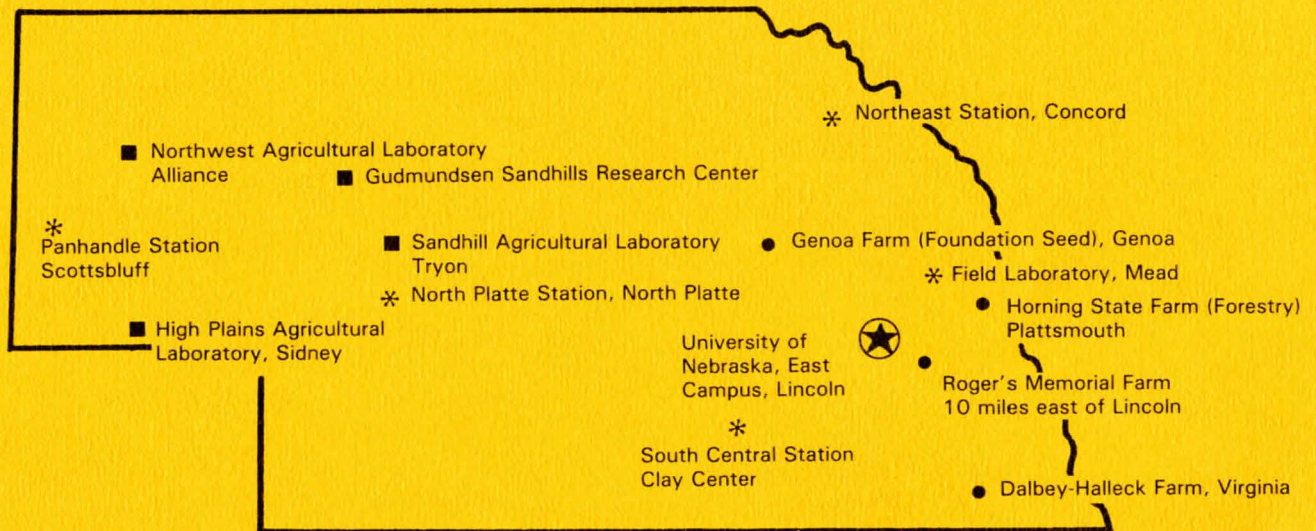 Northeast Station, Concord
Northwest Agricultural Laboratory
Alliance
Gudmundsen Sandhills Research Center
Panhandle Station
Scottsbluff
Sandhill Agricultural Laboratory
Tryon
Genoa Farm (Foundation Seed), Genoa
Field Laboratory, Mead
North Platte Station, North Platte
Horning State Farm (Forestry)
Plattsmouth
High Plains Agricultural
Laboratory, Sidney
University of
Nebraska, East
Campus, Lincoln
Roger's Memorial Farm
10 miles east of Lincoln
South Central Station
Clay Center
Dalbey-Halleck Farm, Virginia